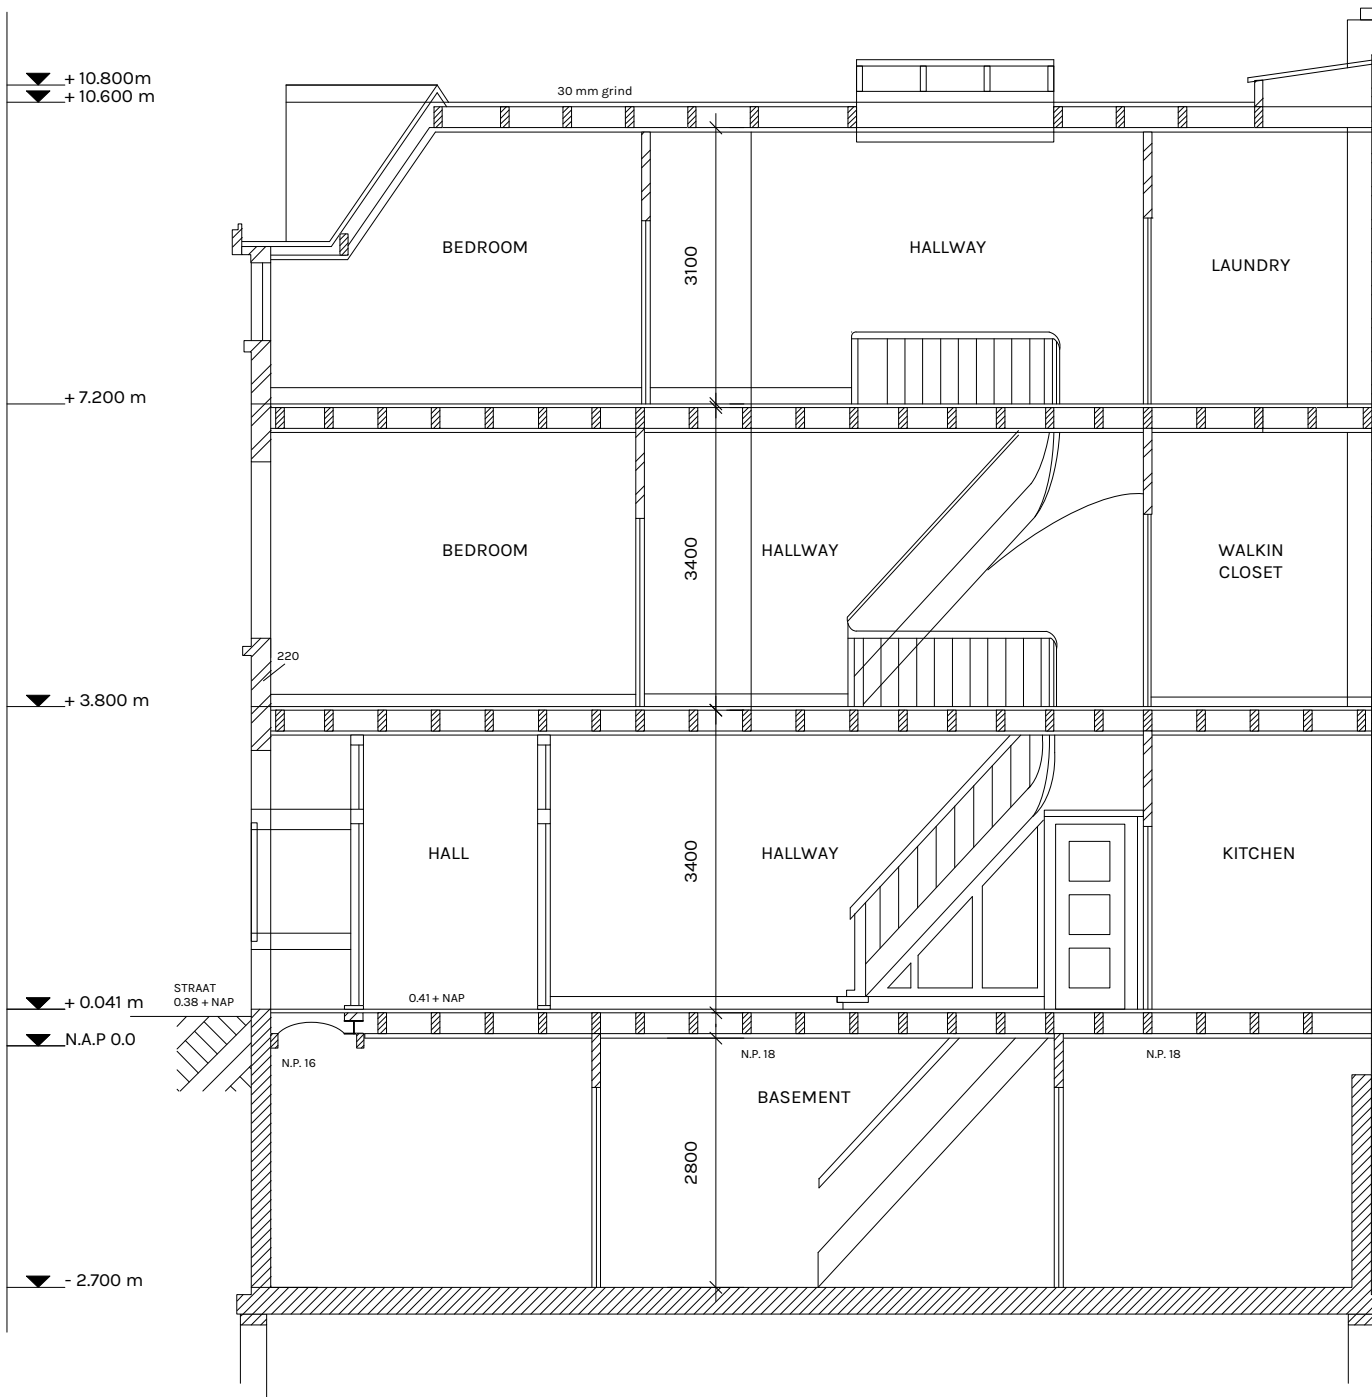 + 10.800m
+ 10.600 m
30 mm grind
BEDROOM
3100
HALLWAY
LAUNDRY
+ 7.200 m
BEDROOM
3400
HALLWAY
WALKIN
CLOSET
220
+ 3.800 m
HALL
3400
HALLWAY
KITCHEN
STRAAT
0.38 + NAP
+ 0.041 m
0.41 + NAP
N.A.P 0.0
N.P. 16
N.P. 18
N.P. 18
BASEMENT
2800
- 2.700 m